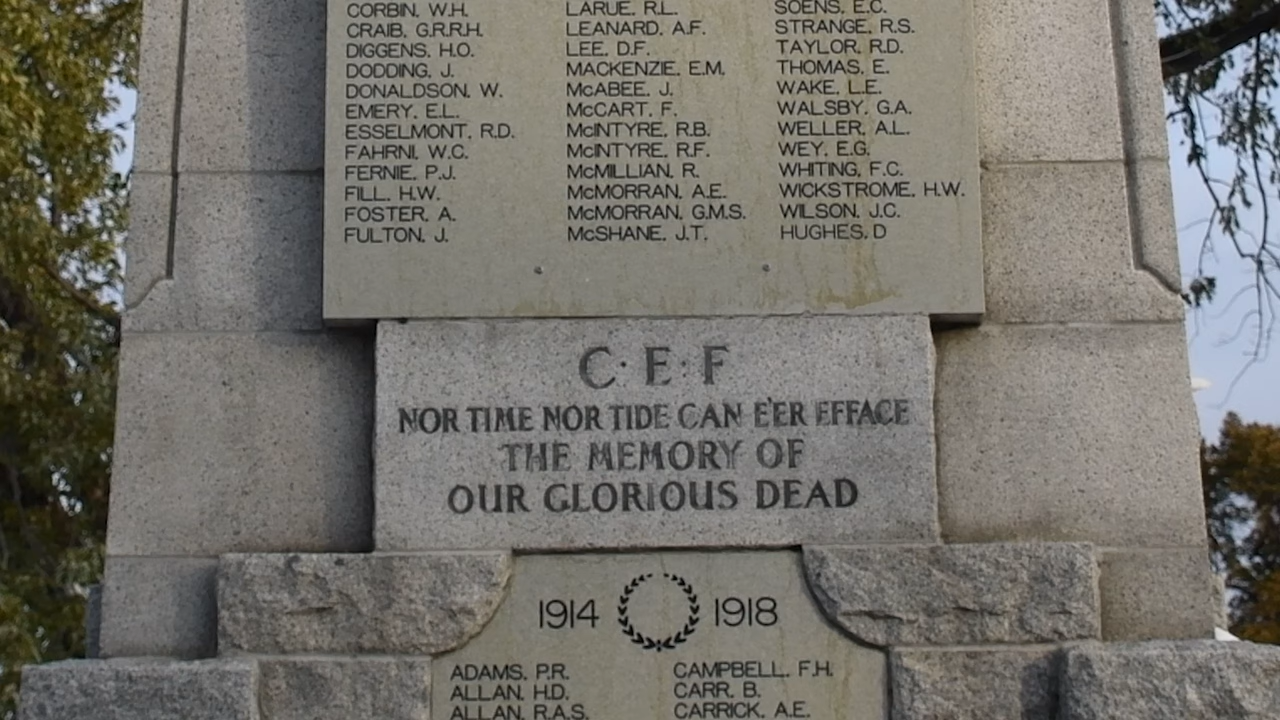 CORBIN. W.H. LARUE. R.L. SOENS. E.C.
CRAIB. G.R.R.H. LEANARD. A.F. STRANGE. R.S.
DIGGENS. H.O. LEE. D.F. TAYLOR. R.D.
DODDING. J. MACKENZIE. E.M. THOMAS. E.
DONALDSON. W. McABEE. J. WAKE. L.E.
EMERY. E.L. McCART. F. WALSBY. G.A.
ESSELMONT. R.D. McINTYRE. R.B. WELLER. A.L.
FAHRNI. W.C. McINTYRE. R.F. WEY. E.G.
FERNIE. P.J. McMILLIAN. R. WHITING. F.C.
FILL. H.W. McMORRAN. A.E. WICKSTROME. H.W.
FOSTER. A. McMORRAN. G.M.S. WILSON. J.C.
FULTON. J. McSHANE. J.T. HUGHES. D
C·E·F
NOR TIME NOR TIDE CAN E'ER EFFACE
THE MEMORY OF
OUR GLORIOUS DEAD
1914 1918
ADAMS. P.R. CAMPBELL. F.H.
ALLAN. H.D. CARR. B.
ALLAN. R.A.S. CARRICK. A.E.